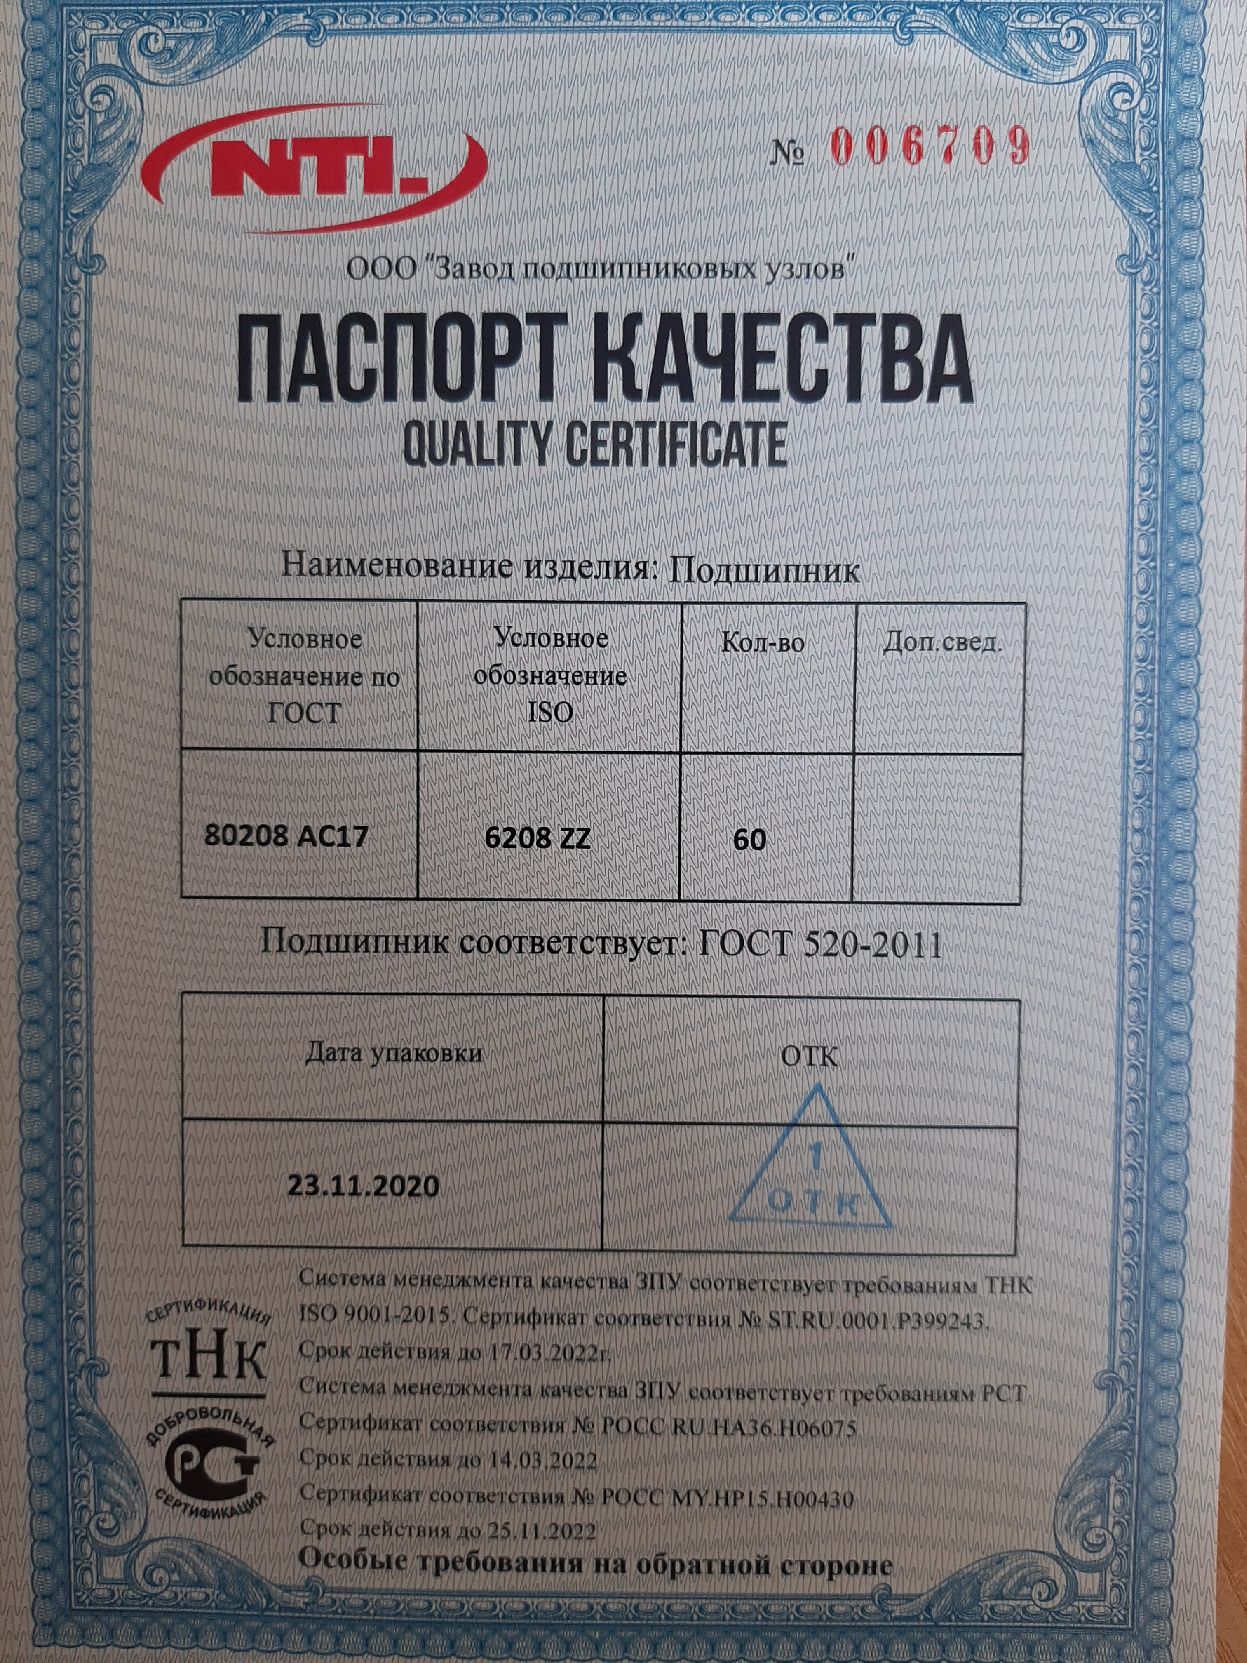 NTL
№ 006709
ООО "Завод подшипниковых узлов"
ПАСПОРТ КАЧЕСТВА
QUALITY CERTIFICATE
Наименование изделия: Подшипник
Условное обозначение по ГОСТ
Условное обозначение ISO
Кол-во
Доп.свед.
80208 АС17
6208 ZZ
60
Подшипник соответствует: ГОСТ 520-2011
Дата упаковки
ОТК
23.11.2020
1
ОТК
Система менеджмента качества ЗПУ соответствует требованиям ТНК
ISO 9001-2015. Сертификат соответствия № ST.RU.0001.P399243.
Срок действия до 17.03.2022г.
Система менеджмента качества ЗПУ соответствует требованиям РСТ
Сертификат соответствия № РОСС RU.НА36.Н06075
Срок действия до 14.03.2022
Сертификат соответствия № РОСС MY.НР15.Н00430
Срок действия до 25.11.2022
Особые требования на обратной стороне
СЕРТИФИКАЦИЯ
ТНК
ДОБРОВОЛЬНАЯ
РСТ
СЕРТИФИКАЦИЯ